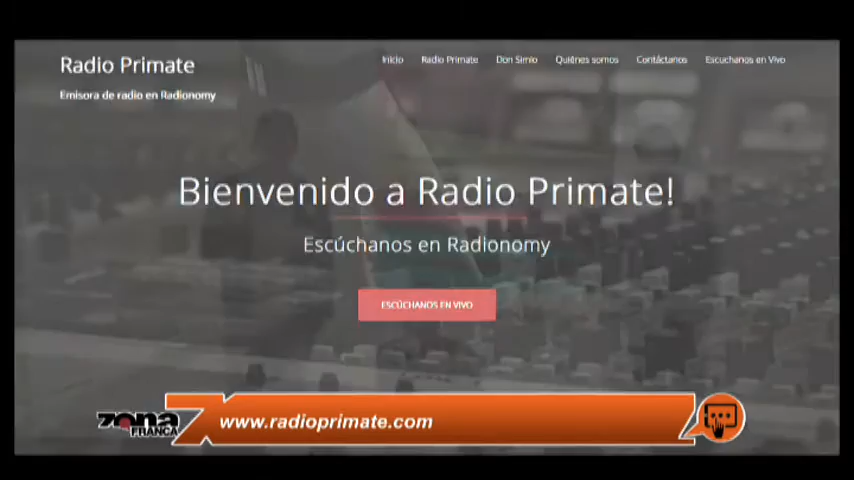 Radio Primate
Emisora de radio en Radionomy
Inicio
Radio Primate
Don Simio
Quiénes somos
Contáctanos
Escuchanos en Vivo
Bienvenido a Radio Primate!
Escúchanos en Radionomy
ESCÚCHANOS EN VIVO
zona
FRANCA
www.radioprimate.com